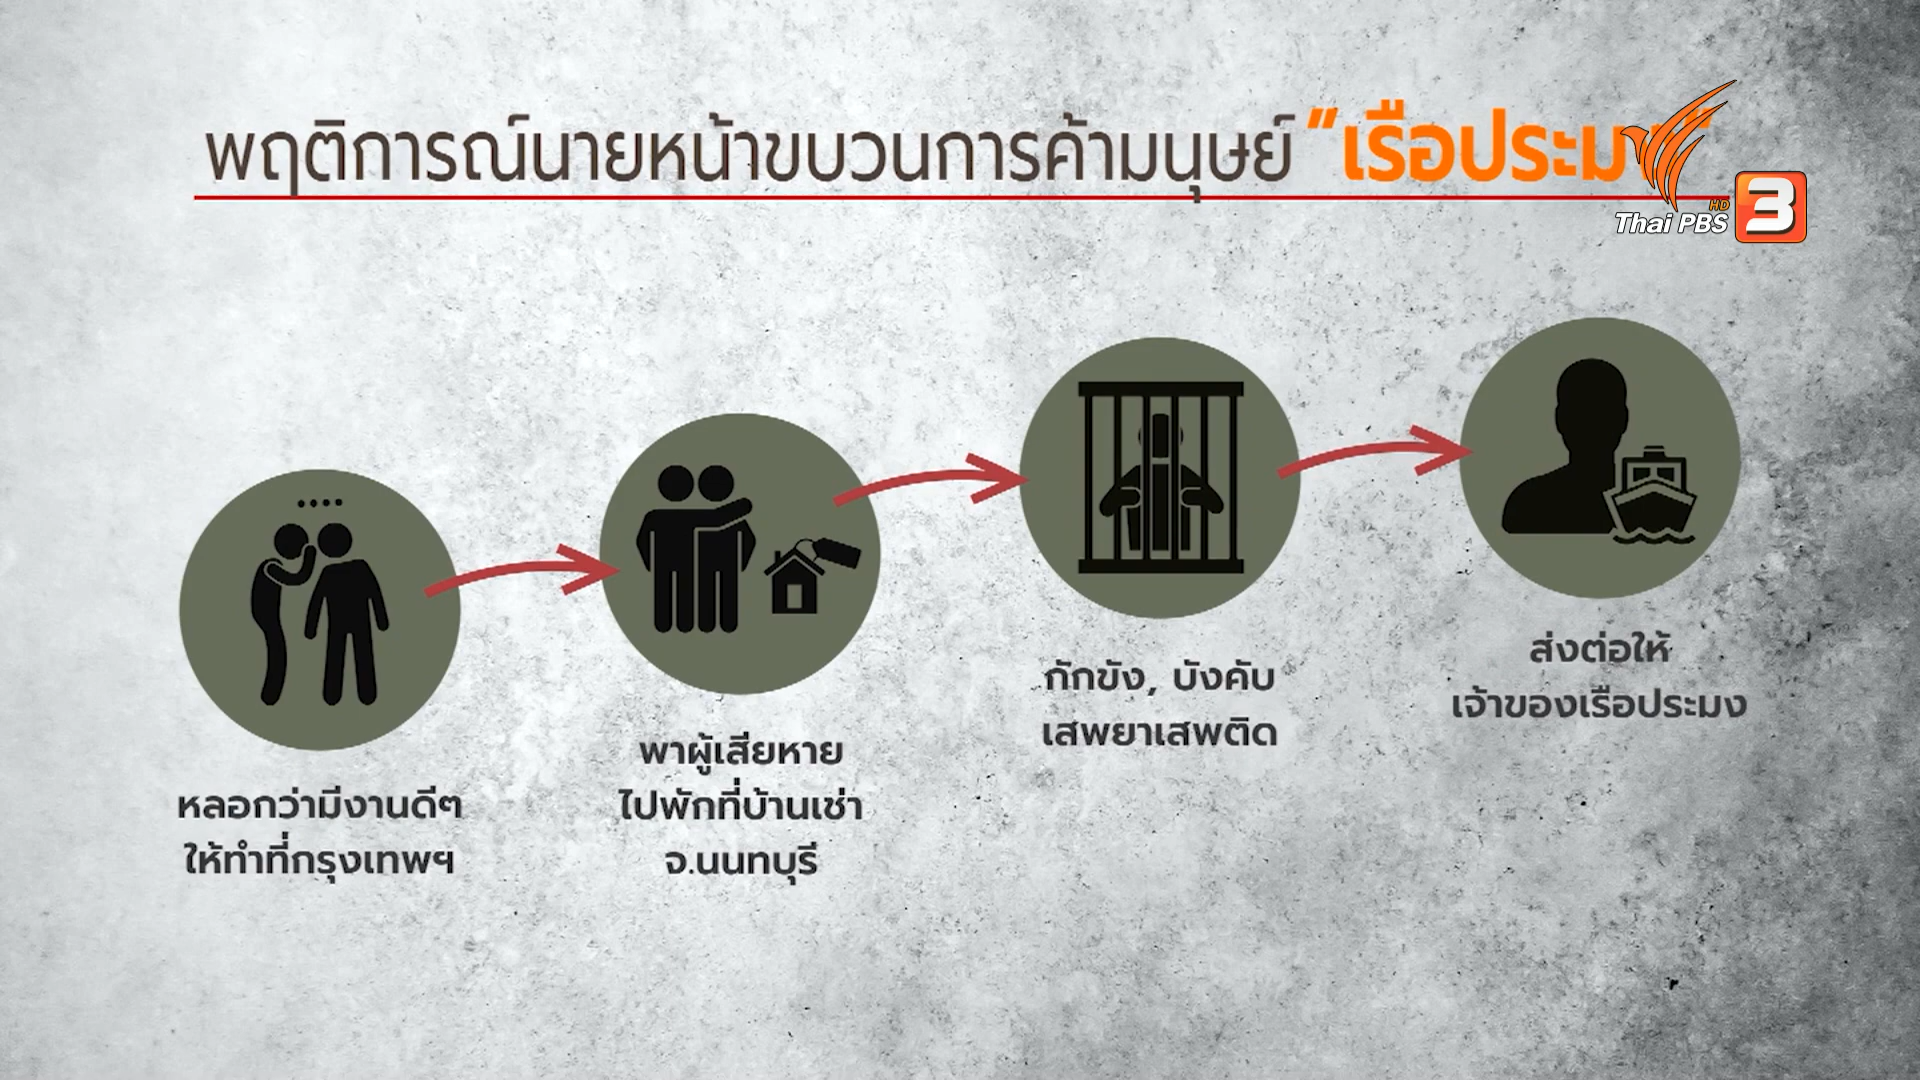 พฤติการณ์นายหน้าขบวนการค้ามนุษย์ "เรือประมง"
Thai PBS HD 3
หลอกว่ามีงานดีๆ
ให้ทำที่กรุงเทพฯ
พาผู้เสียหาย
ไปพักที่บ้านเช่า
จ.นนทบุรี
กักขัง, บังคับ
เสพยาเสพติด
ส่งต่อให้
เจ้าของเรือประมง